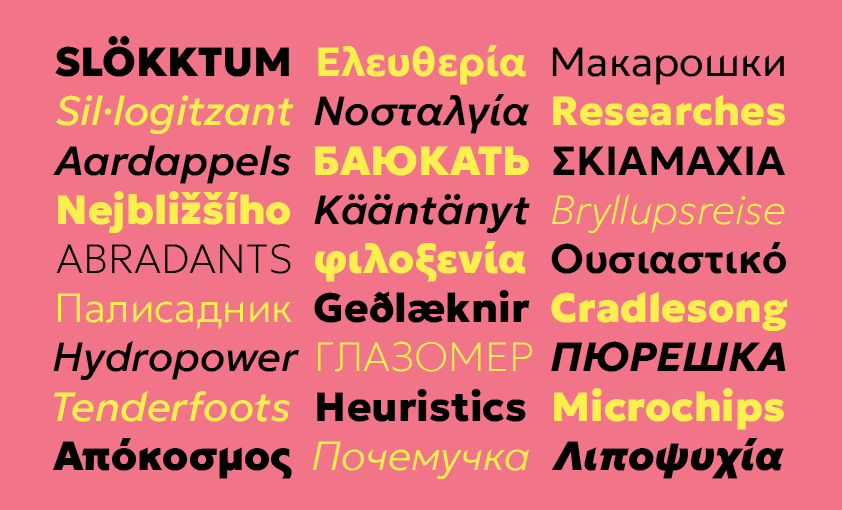 SLÖKKTUM Ελευθερία Макарошки
Sil·logitzant Νοσταλγία Researches
Aardappels БАЮКАТЬ ΣΚΙΑΜΑΧΙΑ
Nejbližšího Kääntänyt Bryllupsreise
ABRADANTS φιλοξενία Ουσιαστικό
Палисадник Geðlæknir Cradlesong
Hydropower ГЛАЗОМЕР ПЮРЕШКА
Tenderfoots Heuristics Microchips
Απόκοσμος Почемучка Λιποψυχία